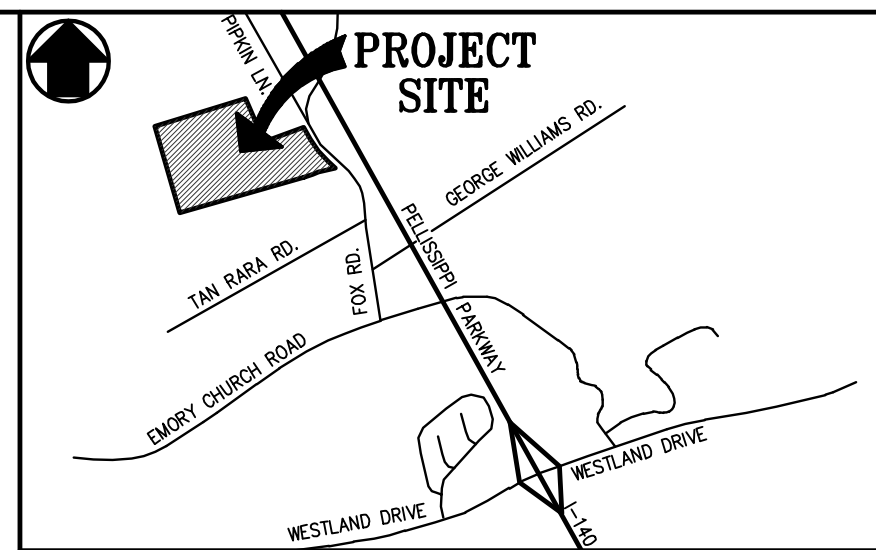 PIPKIN LN.
PROJECT
SITE
GEORGE WILLIAMS RD.
PELLISSIPPI
PARKWAY
TAN RARA RD.
FOX RD.
EMORY CHURCH ROAD
WESTLAND DRIVE
WESTLAND DRIVE
I-140